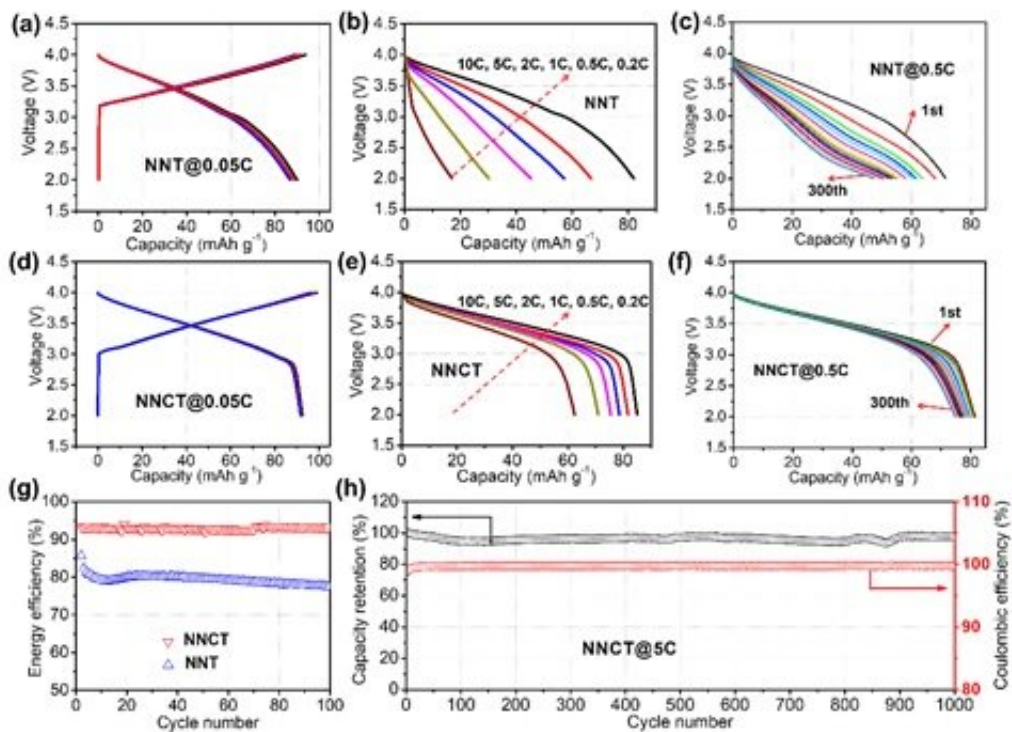 (a)
4.5
4.0
3.5
3.0
2.5
2.0
1.5
Voltage (V)
NNT@0.05C
0 20 40 60 80 100
Capacity (mAh g⁻¹)
(b)
4.5
4.0
3.5
3.0
2.5
2.0
1.5
Voltage (V)
10C, 5C, 2C, 1C, 0.5C, 0.2C
NNT
0 20 40 60 80
Capacity (mAh g⁻¹)
(c)
4.5
4.0
3.5
3.0
2.5
2.0
1.5
Voltage (V)
NNT@0.5C
1st
300th
0 20 40 60 80
Capacity (mAh g⁻¹)
(d)
4.5
4.0
3.5
3.0
2.5
2.0
1.5
Voltage (V)
NNCT@0.05C
0 20 40 60 80 100
Capacity (mAh g⁻¹)
(e)
4.5
4.0
3.5
3.0
2.5
2.0
1.5
Voltage (V)
10C, 5C, 2C, 1C, 0.5C, 0.2C
NNCT
0 20 40 60 80
Capacity (mAh g⁻¹)
(f)
4.5
4.0
3.5
3.0
2.5
2.0
1.5
Voltage (V)
1st
NNCT@0.5C
300th
0 20 40 60 80
Capacity (mAh g⁻¹)
(g)
100
90
80
70
60
50
Energy efficiency (%)
NNCT
NNT
0 20 40 60 80 100
Cycle number
(h)
120
100
80
60
40
20
0
Capacity retention (%)
NNCT@5C
110
100
90
80
Coulombic efficiency (%)
0 100 200 300 400 500 600 700 800 900 1000
Cycle number